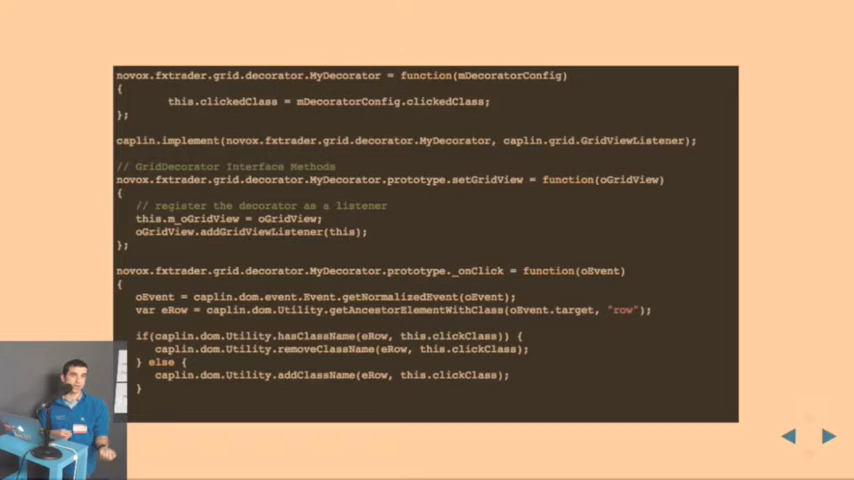 novox.fxtrader.grid.decorator.MyDecorator = function(mDecoratorConfig)
{
this.clickedClass = mDecoratorConfig.clickedClass;
};
caplin.implement(novox.fxtrader.grid.decorator.MyDecorator, caplin.grid.GridViewListener);
// GridDecorator Interface Methods
novox.fxtrader.grid.decorator.MyDecorator.prototype.setGridView = function(oGridView)
{
// register the decorator as a listener
this.m_oGridView = oGridView;
oGridView.addGridViewListener(this);
};
novox.fxtrader.grid.decorator.MyDecorator.prototype._onClick = function(oEvent)
{
oEvent = caplin.dom.event.Event.getNormalizedEvent(oEvent);
var eRow = caplin.dom.Utility.getAncestorElementWithClass(oEvent.target, "row");
if(caplin.dom.Utility.hasClassName(eRow, this.clickClass)) {
caplin.dom.Utility.removeClassName(eRow, this.clickClass);
} else {
caplin.dom.Utility.addClassName(eRow, this.clickClass);
}